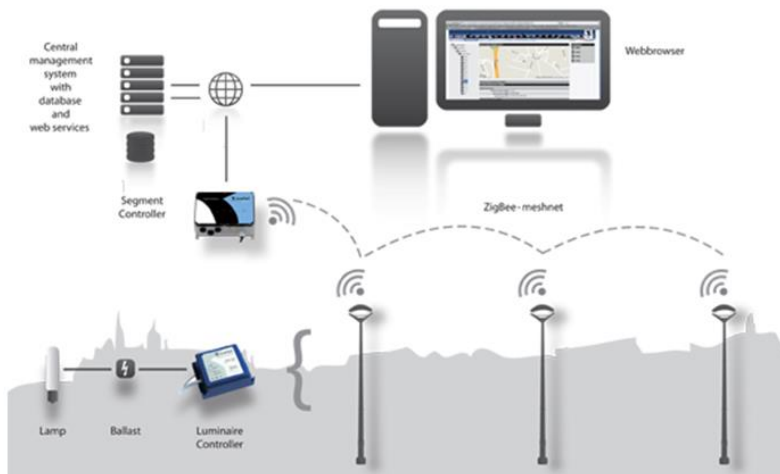 Central
management
system
with
database
and
web services
Webbrowser
Segment
Controller
ZigBee - meshnet
Lamp
Ballast
Luminaire
Controller